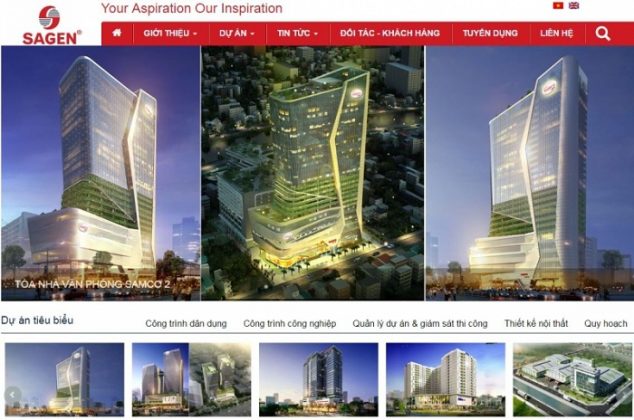 Your Aspiration Our Inspiration
SAGEN®
GIỚI THIỆU DỰ ÁN TIN TỨC ĐỐI TÁC - KHÁCH HÀNG TUYỂN DỤNG LIÊN HỆ
TÒA NHÀ VĂN PHÒNG SAMCO 2
Dự án tiêu biểu
Công trình dân dụng Công trình công nghiệp Quản lý dự án & giám sát thi công Thiết kế nội thất Quy hoạch